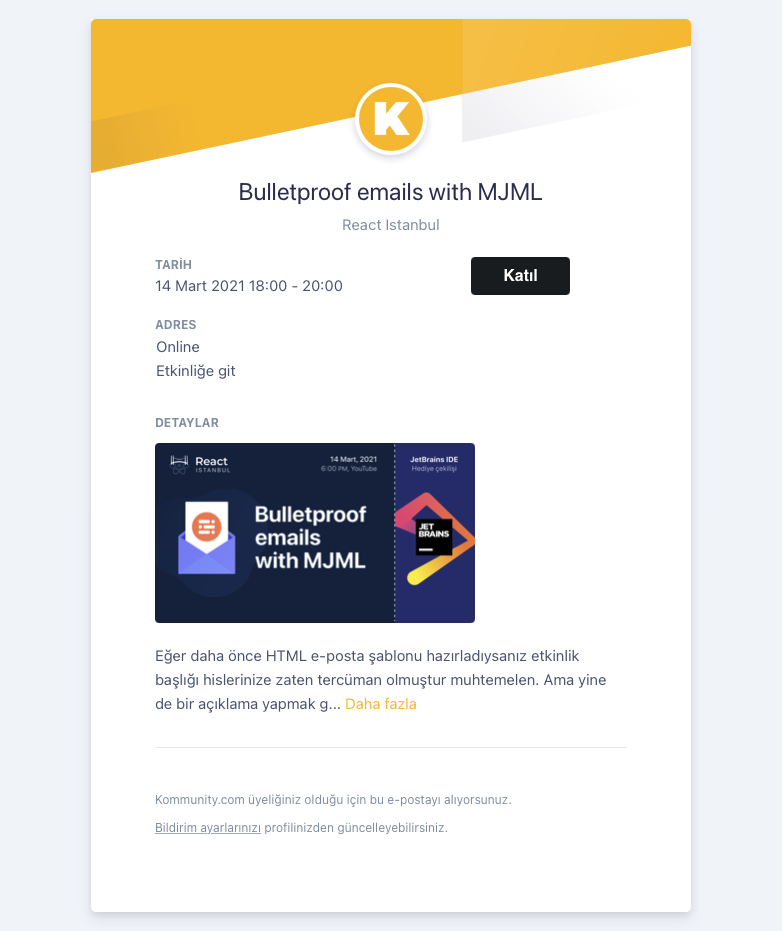 K
Bulletproof emails with MJML
React Istanbul
TARİH
14 Mart 2021 18:00 - 20:00
Katıl
ADRES
Online
Etkinliğe git
DETAYLAR
React
ISTANBUL
14 Mart, 2021
6:00 PM, YouTube
Bulletproof
emails
with MJML
JetBrains IDE
Hediye çekilişi
JET
BRAINS
Eğer daha önce HTML e-posta şablonu hazırladıysanız etkinlik
başlığı hislerinize zaten tercüman olmuştur muhtemelen. Ama yine
de bir açıklama yapmak g... Daha fazla
Kommunity.com üyeliğiniz olduğu için bu e-postayı alıyorsunuz.
Bildirim ayarlarınızı profilinizden güncelleyebilirsiniz.